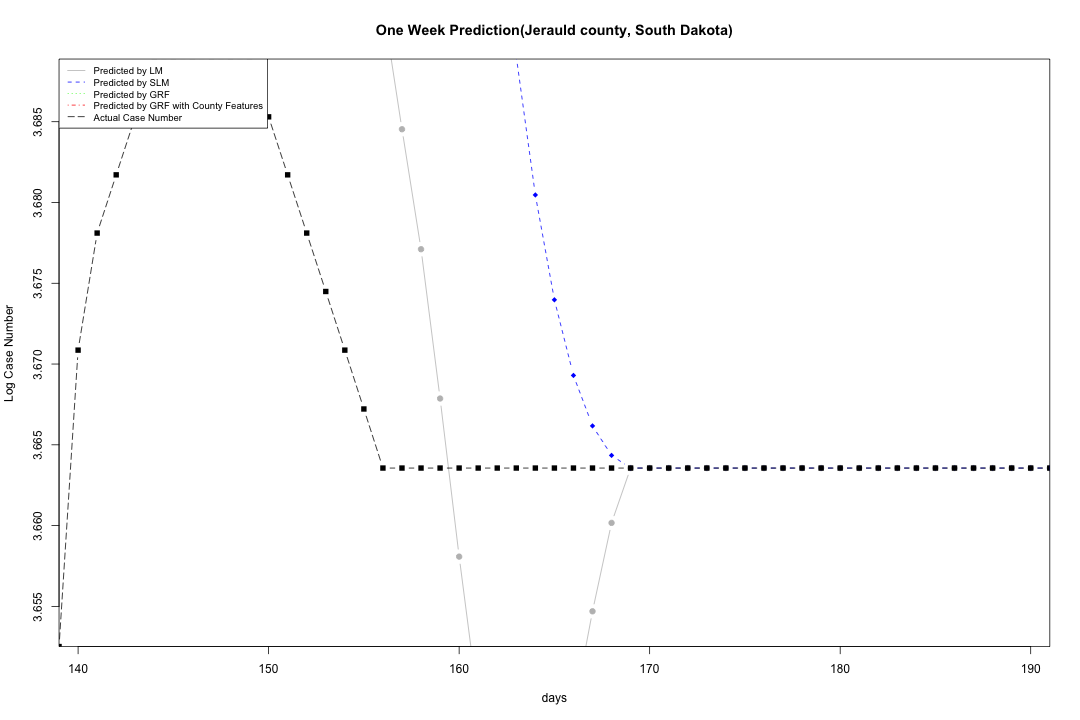 One Week Prediction(Jerauld county, South Dakota)
Predicted by LM
Predicted by SLM
Predicted by GRF
Predicted by GRF with County Features
Actual Case Number
Log Case Number
3.685
3.680
3.675
3.670
3.665
3.660
3.655
140 150 160 170 180 190
days